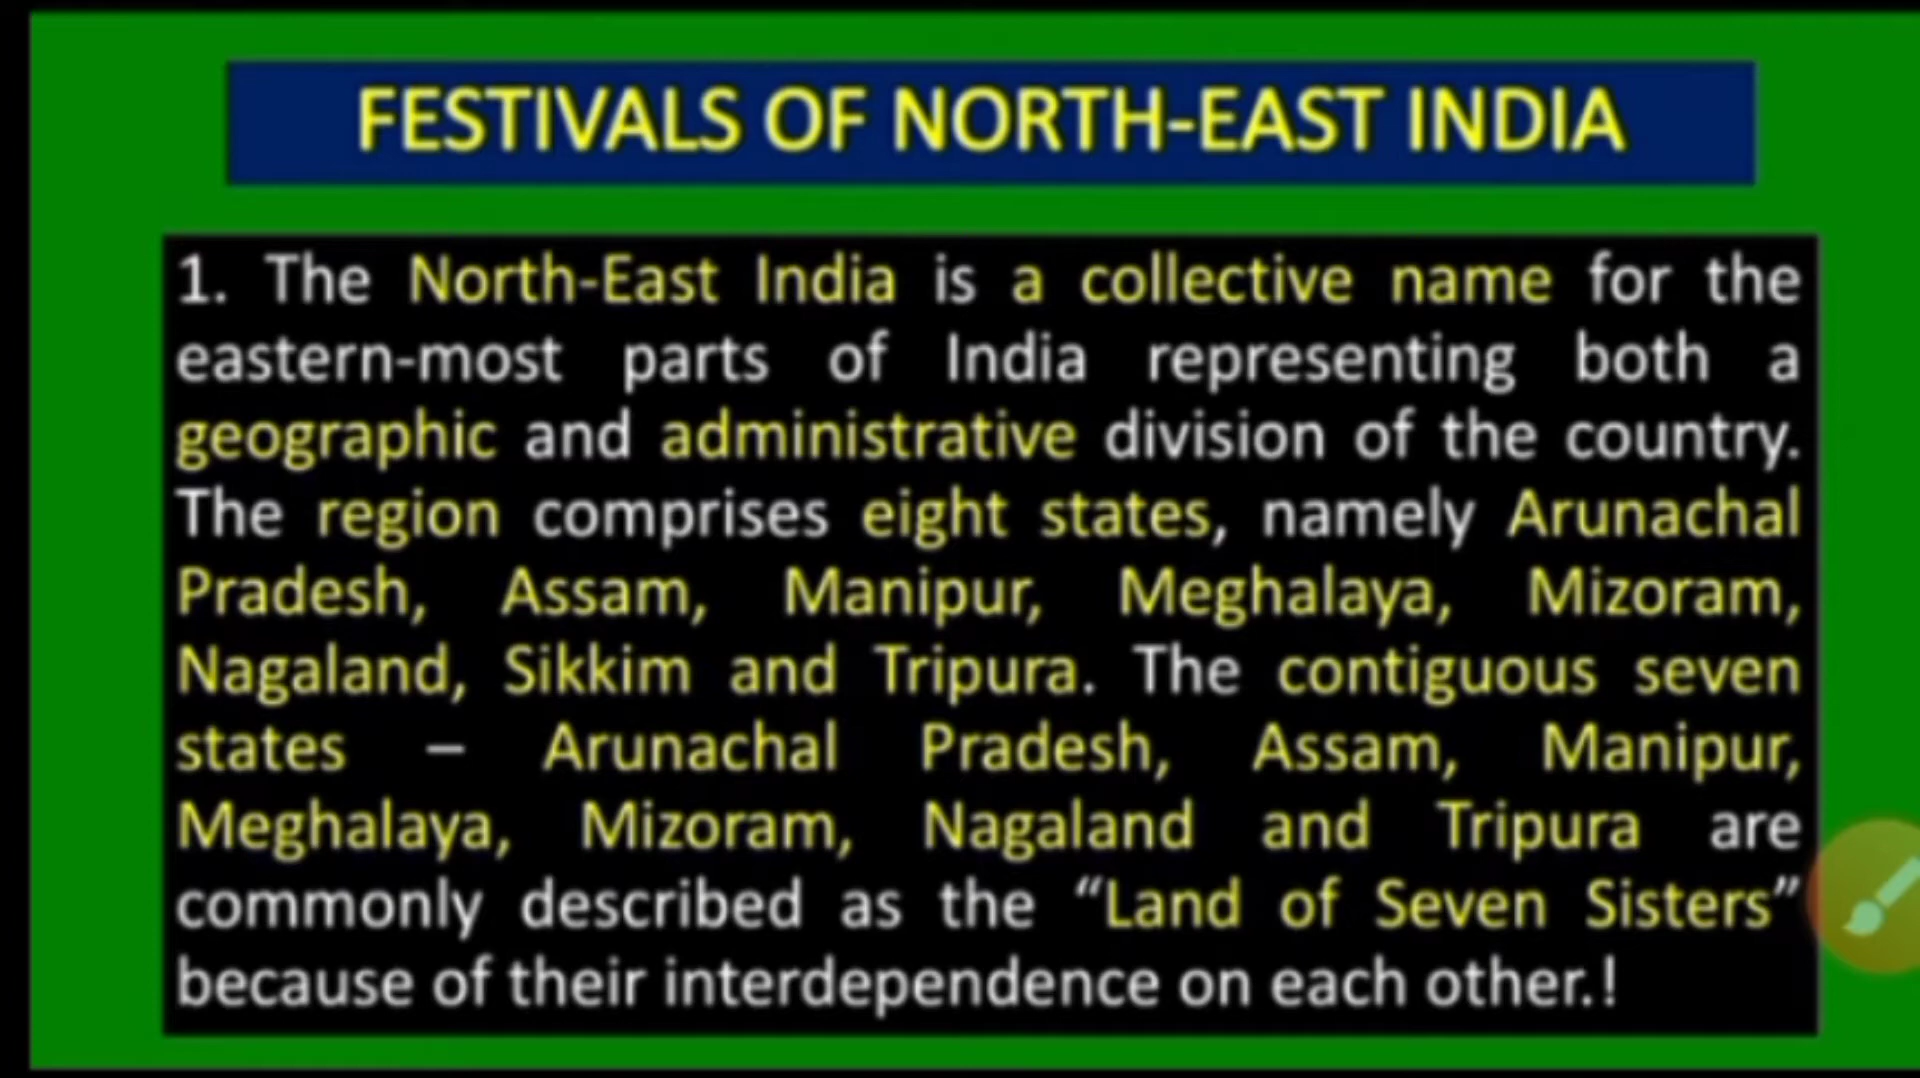 FESTIVALS OF NORTH-EAST INDIA
1. The North-East India is a collective name for the
eastern-most parts of India representing both a
geographic and administrative division of the country.
The region comprises eight states, namely Arunachal
Pradesh, Assam, Manipur, Meghalaya, Mizoram,
Nagaland, Sikkim and Tripura. The contiguous seven
states – Arunachal Pradesh, Assam, Manipur,
Meghalaya, Mizoram, Nagaland and Tripura are
commonly described as the “Land of Seven Sisters”
because of their interdependence on each other.!